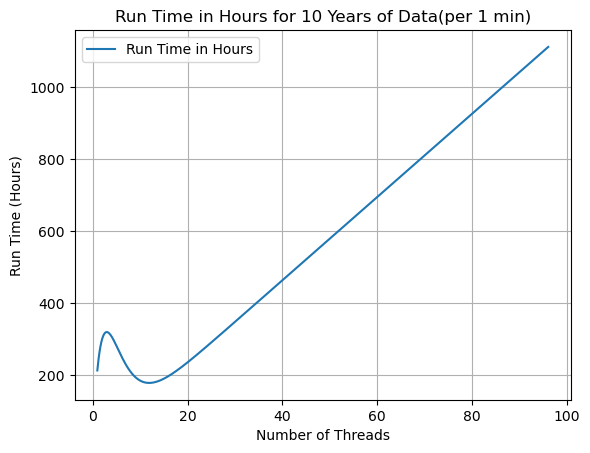 Run Time in Hours for 10 Years of Data(per 1 min)
Run Time in Hours
Run Time (Hours)
1000
800
600
400
200
0 20 40 60 80 100
Number of Threads